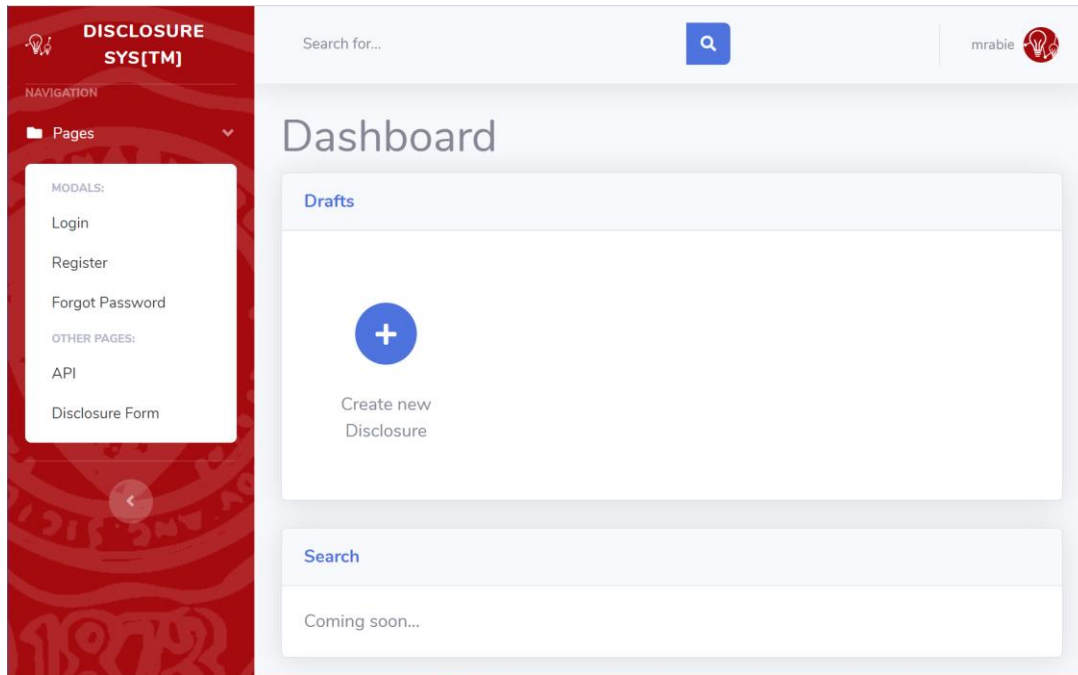 DISCLOSURE
SYS[TM]
NAVIGATION
Pages
MODALS:
Login
Register
Forgot Password
OTHER PAGES:
API
Disclosure Form
1873
Search for...
mrabie
Dashboard
Drafts
Create new
Disclosure
Search
Coming soon...